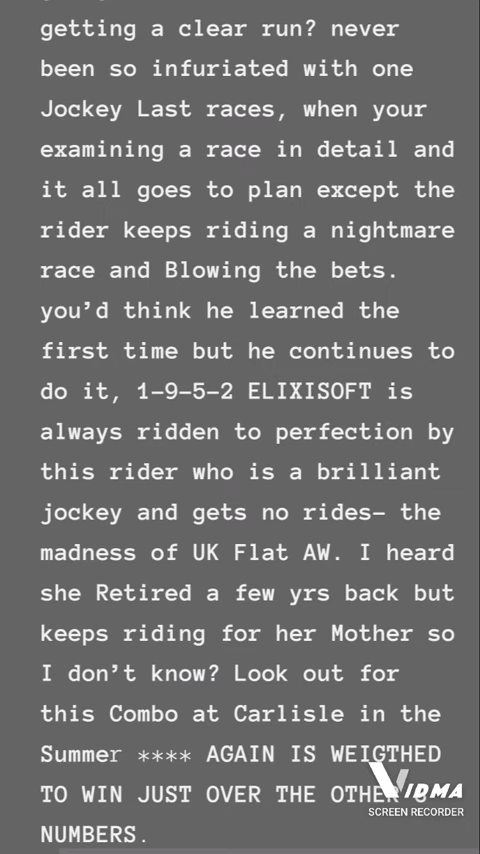 getting a clear run? never
been so infuriated with one
Jockey Last races, when your
examining a race in detail and
it all goes to plan except the
rider keeps riding a nightmare
race and Blowing the bets.
you’d think he learned the
first time but he continues to
do it, 1-9-5-2 ELIXISOFT is
always ridden to perfection by
this rider who is a brilliant
jockey and gets no rides- the
madness of UK Flat AW. I heard
she Retired a few yrs back but
keeps riding for her Mother so
I don’t know? Look out for
this Combo at Carlisle in the
Summer **** AGAIN IS WEIGTHED
TO WIN JUST OVER THE OTHER
NUMBERS.
VIDMA
SCREEN RECORDER